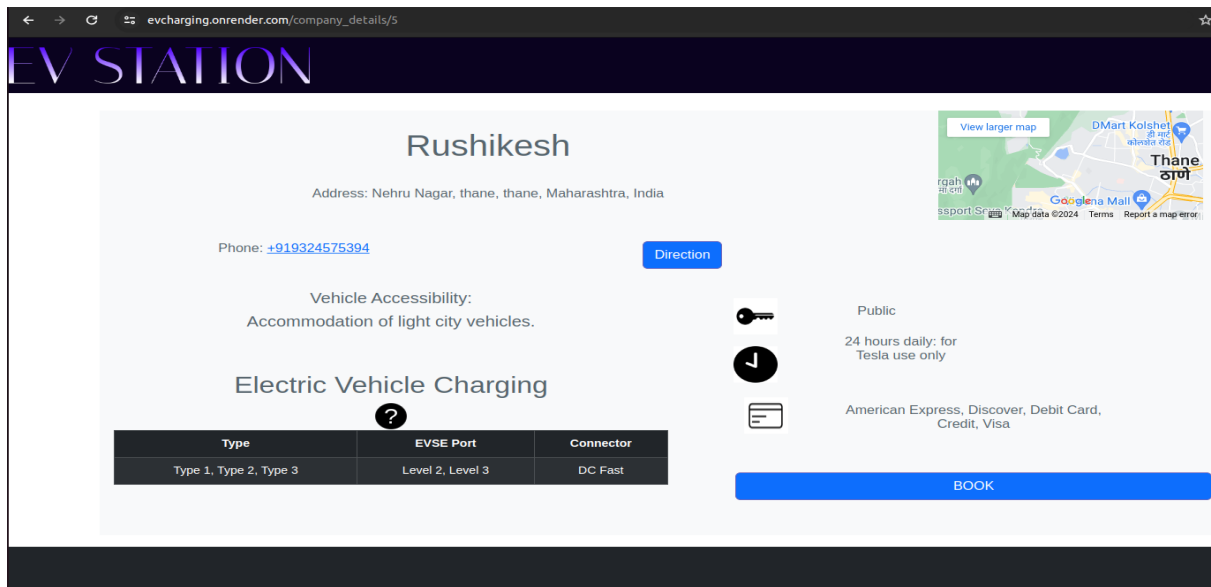 evcharging.onrender.com/company_details/5
EV STATION
Rushikesh
Address: Nehru Nagar, thane, thane, Maharashtra, India
Phone: +919324575394
Direction
Vehicle Accessibility:
Accommodation of light city vehicles.
Electric Vehicle Charging
?
Type EVSE Port Connector
Type 1, Type 2, Type 3 Level 2, Level 3 DC Fast
View larger map
DMart Kolshet
डी मार्ट
कोलशेत रोड
Thane
ठाणे
Google
Mall
Map data ©2024 Terms Report a map error
Public
24 hours daily: for
Tesla use only
American Express, Discover, Debit Card,
Credit, Visa
BOOK